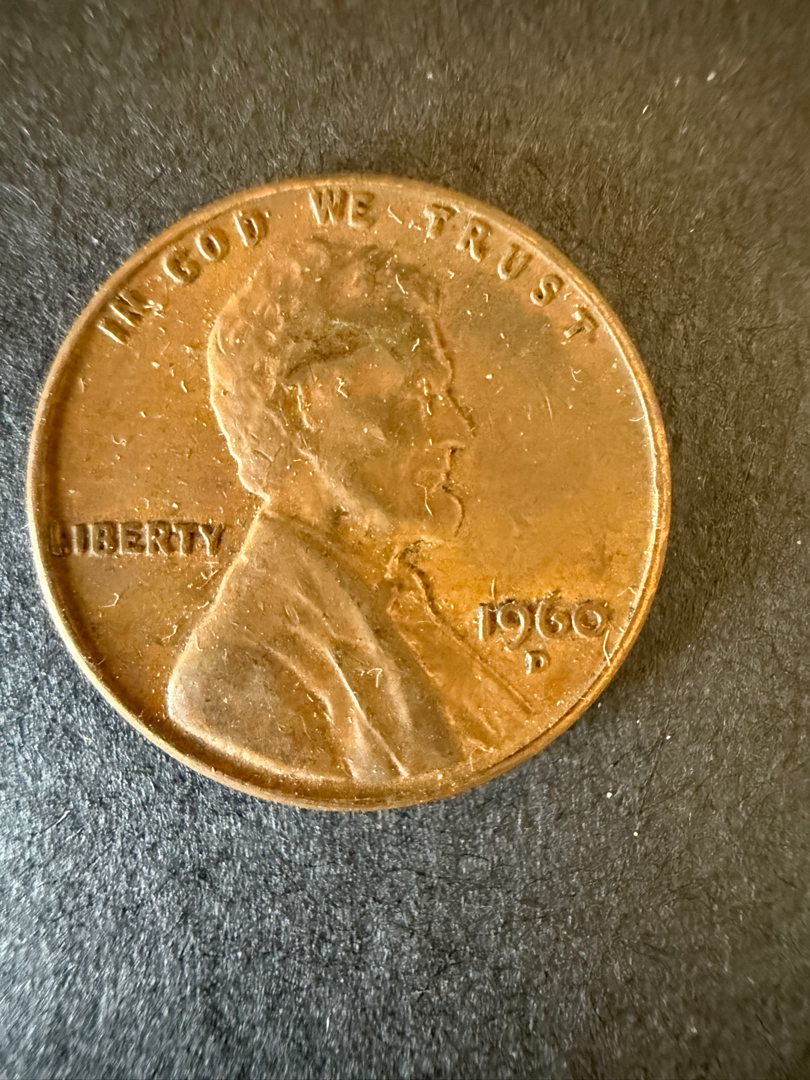 IN GOD WE TRUST
LIBERTY
1960
D